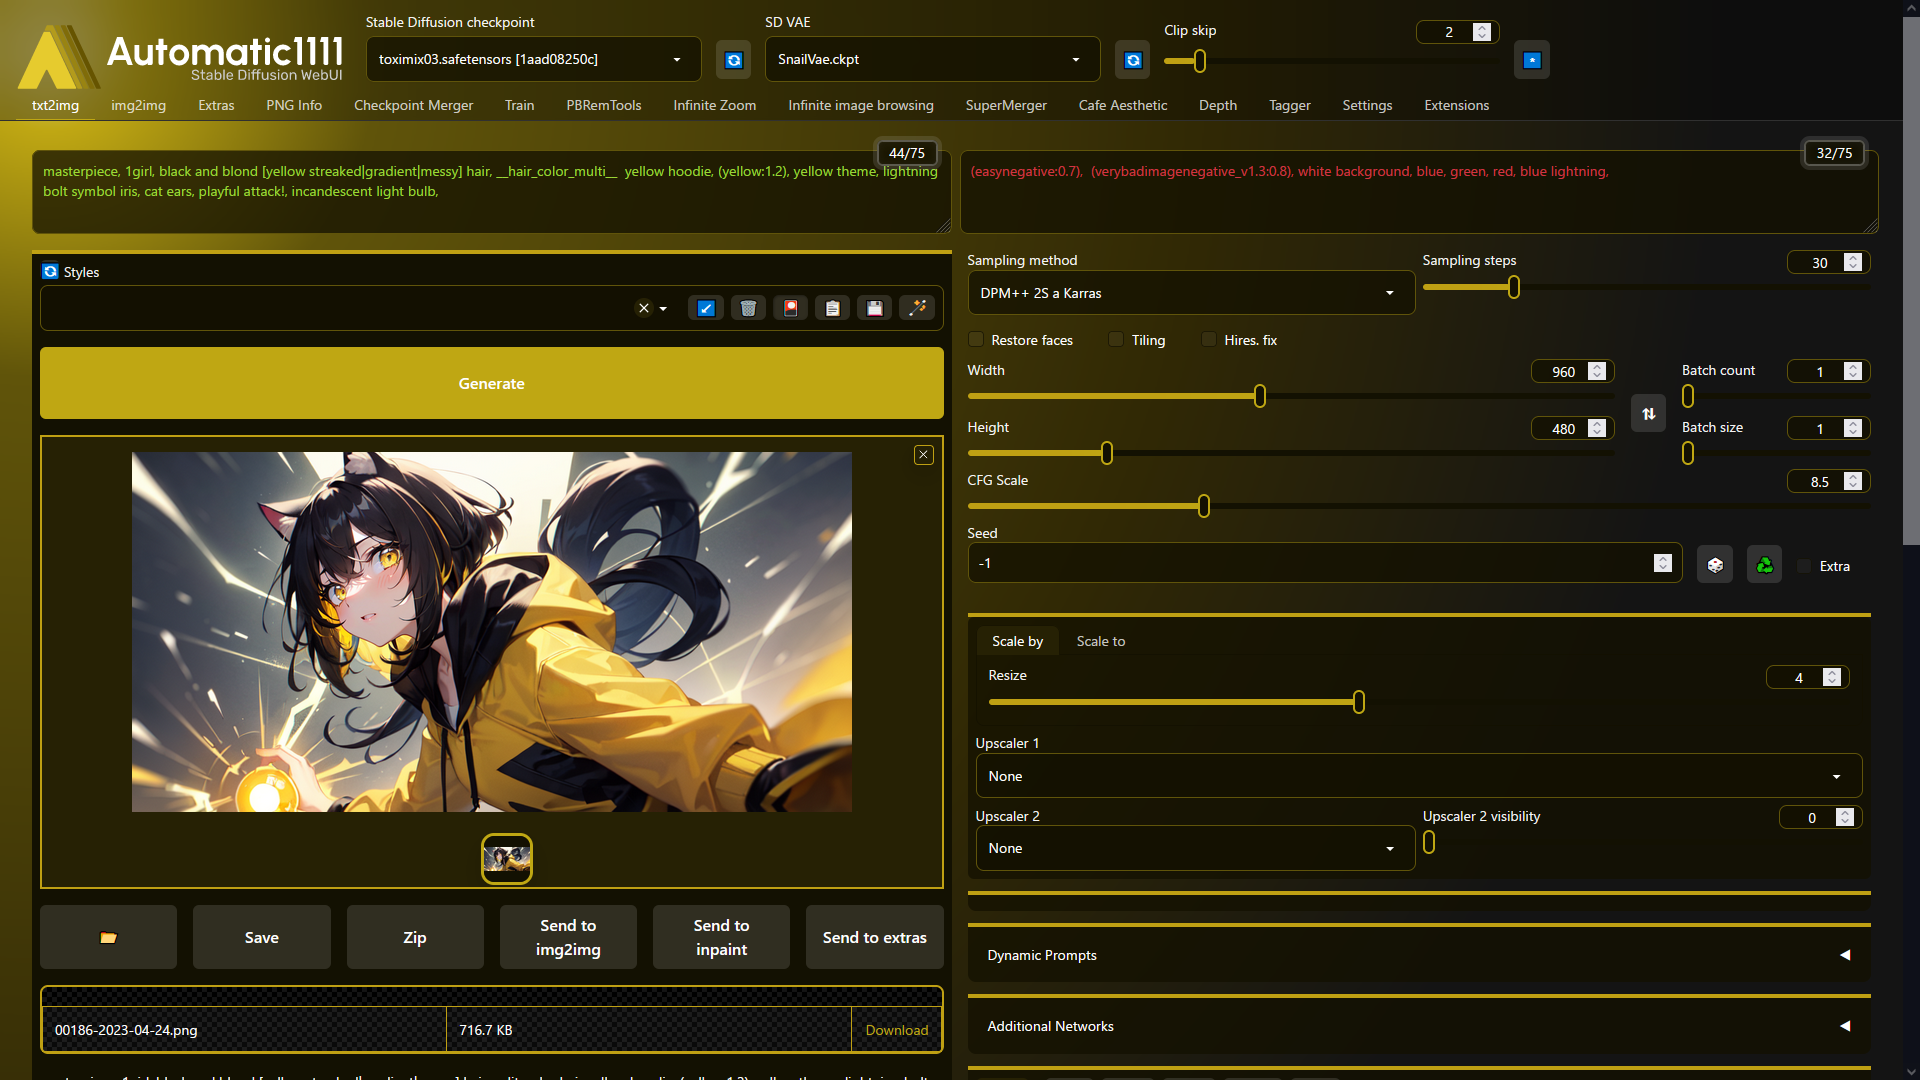 Automatic1111
Stable Diffusion WebUI
Stable Diffusion checkpoint
toximix03.safetensors [1aad08250c]
SD VAE
SnailVae.ckpt
Clip skip
2
txt2img
img2img
Extras
PNG Info
Checkpoint Merger
Train
PBRemTools
Infinite Zoom
Infinite image browsing
SuperMerger
Cafe Aesthetic
Depth
Tagger
Settings
Extensions
44/75
masterpiece, 1girl, black and blond [yellow streaked|gradient|messy] hair, __hair_color_multi__ yellow hoodie, (yellow:1.2), yellow theme, lightning
bolt symbol iris, cat ears, playful attack!, incandescent light bulb,
32/75
(easynegative:0.7), (verybadimagenegative_v1.3:0.8), white background, blue, green, red, blue lightning,
Styles
Generate
Save
Zip
Send to
img2img
Send to
inpaint
Send to extras
00186-2023-04-24.png
716.7 KB
Download
Sampling method
DPM++ 2S a Karras
Sampling steps
30
Restore faces
Tiling
Hires. fix
Width
960
Batch count
1
Height
480
Batch size
1
CFG Scale
8.5
Seed
-1
Extra
Scale by
Scale to
Resize
4
Upscaler 1
None
Upscaler 2
None
Upscaler 2 visibility
0
Dynamic Prompts
Additional Networks